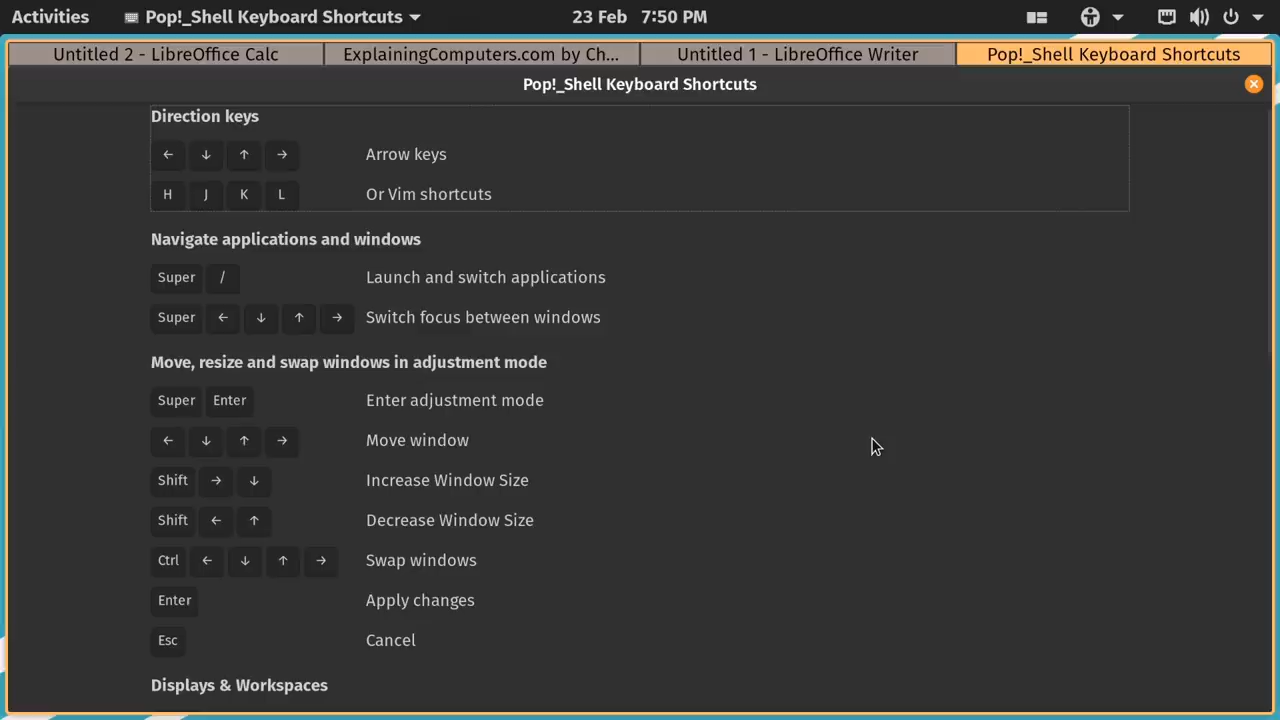 Activities Pop!_Shell Keyboard Shortcuts 23 Feb 7:50 PM
Untitled 2 - LibreOffice Calc ExplainingComputers.com by Ch... Untitled 1 - LibreOffice Writer Pop!_Shell Keyboard Shortcuts
Pop!_Shell Keyboard Shortcuts
Direction keys
← ↓ ↑ → Arrow keys
H J K L Or Vim shortcuts
Navigate applications and windows
Super / Launch and switch applications
Super ← ↓ ↑ → Switch focus between windows
Move, resize and swap windows in adjustment mode
Super Enter Enter adjustment mode
← ↓ ↑ → Move window
Shift → ↓ Increase Window Size
Shift ← ↑ Decrease Window Size
Ctrl ← ↓ ↑ → Swap windows
Enter Apply changes
Esc Cancel
Displays & Workspaces